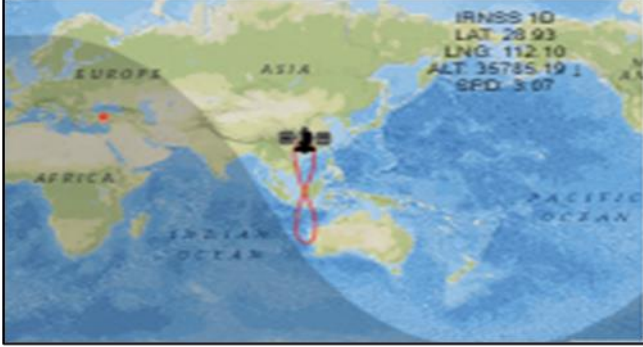 IRNSS 1D
LAT: 28.93
LNG: 112.10
ALT: 35785.19 ↓
SPD: 3.07
EUROPE
ASIA
AFRICA
PACIFIC
OCEAN
INDIAN
OCEAN